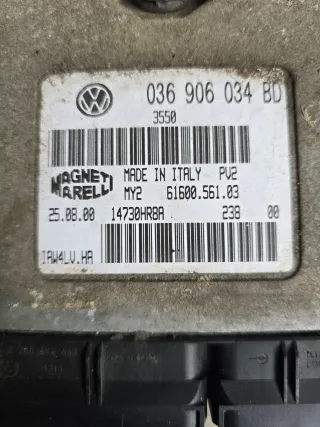 036 906 034 BD
3550
MAGNETI MARELLI
MADE IN ITALY PV2
MY2 61600.561.03
25.08.00 14730HR8A 238 00
IAW4LV.HA